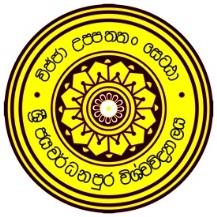 විජ්ජා උප්පතතං සෙට්ඨා
ශ්‍රී ජයවර්ධනපුර විශ්වවිද්‍යාලය